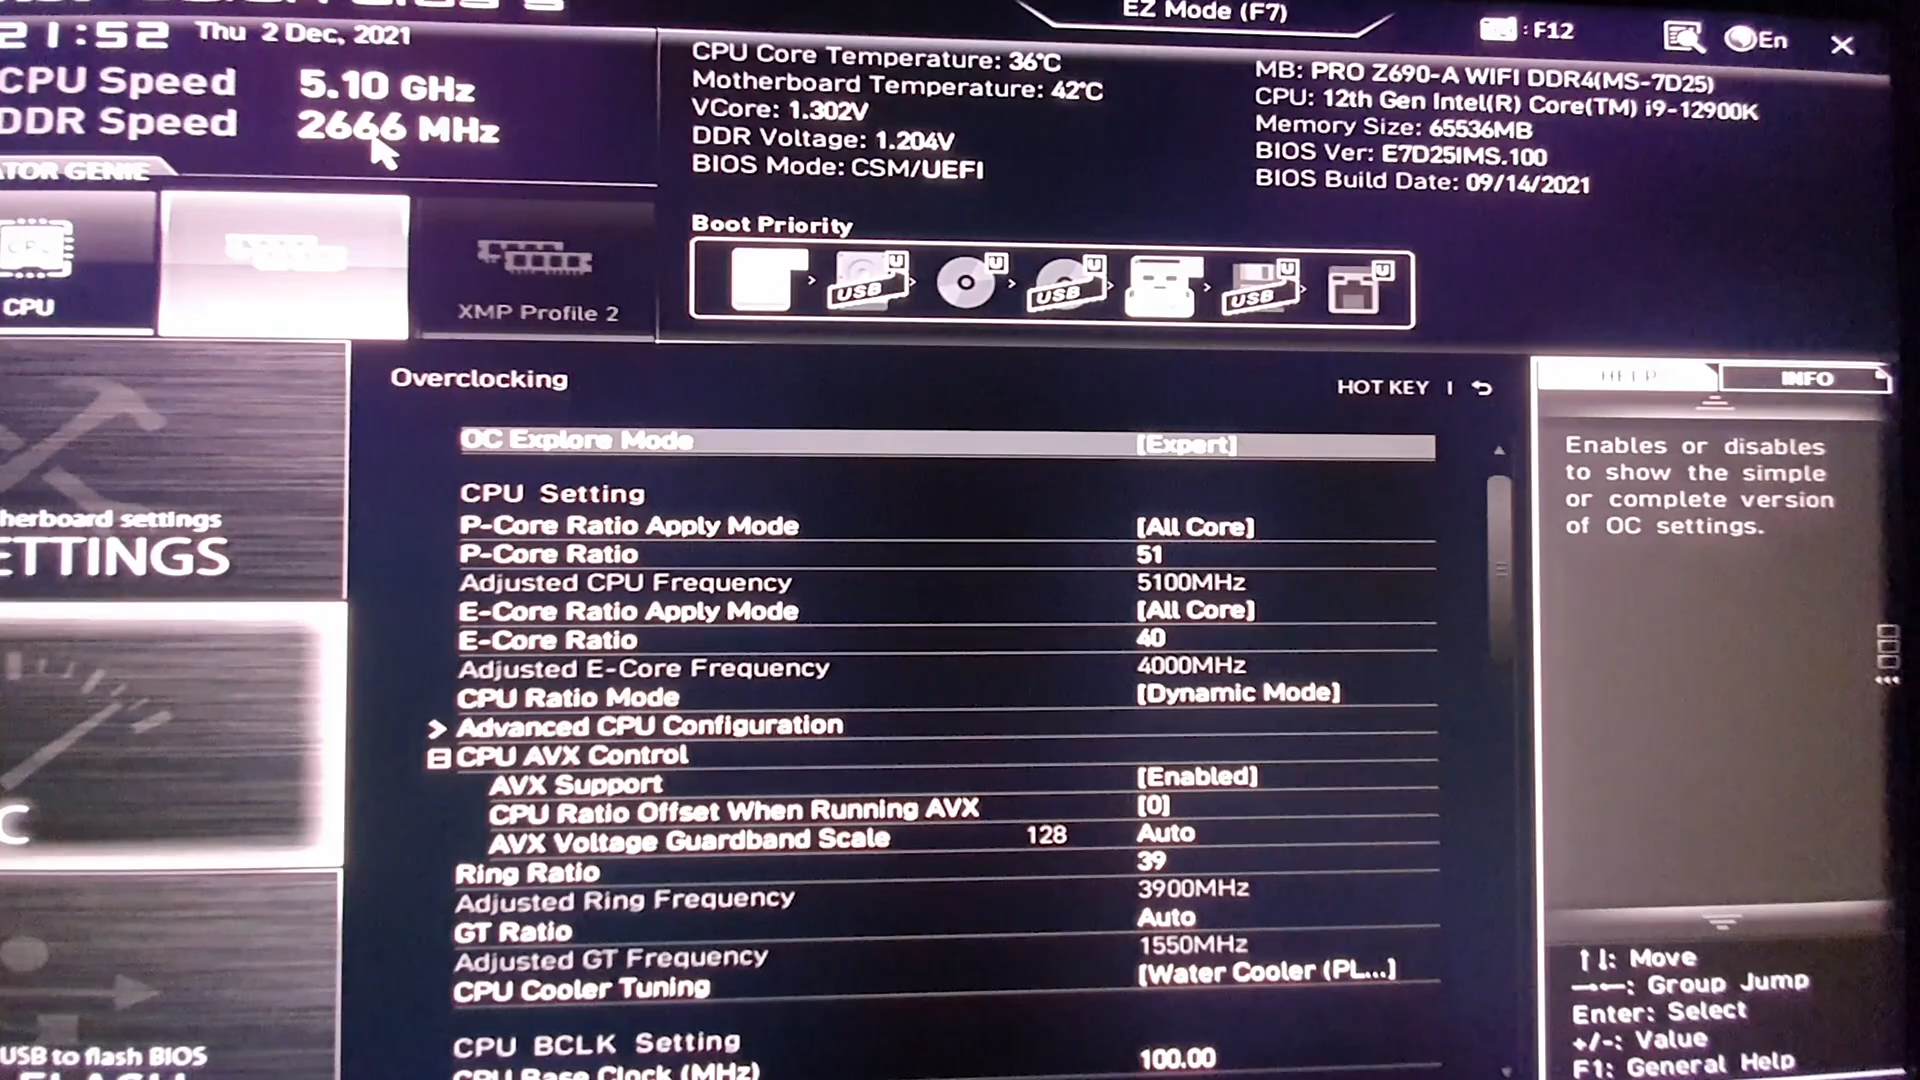 EZ Mode (F7)
: F12
En
21:52 Thu 2 Dec, 2021
CPU Speed 5.10 GHz
DDR Speed 2666 MHz
CPU Core Temperature: 36°C
Motherboard Temperature: 42°C
VCore: 1.302V
DDR Voltage: 1.204V
BIOS Mode: CSM/UEFI
MB: PRO Z690-A WIFI DDR4(MS-7D25)
CPU: 12th Gen Intel(R) Core(TM) i9-12900K
Memory Size: 65536MB
BIOS Ver: E7D25IMS.100
BIOS Build Date: 09/14/2021
ATOR GENIE
CPU
XMP Profile 2
Boot Priority
U USB U USB U USB U U
herboard settings
ETTINGS
C
USB to flash BIOS
Overclocking
HOT KEY
OC Explore Mode [Expert]
CPU Setting
P-Core Ratio Apply Mode [All Core]
P-Core Ratio 51
Adjusted CPU Frequency 5100MHz
E-Core Ratio Apply Mode [All Core]
E-Core Ratio 40
Adjusted E-Core Frequency 4000MHz
CPU Ratio Mode [Dynamic Mode]
> Advanced CPU Configuration
CPU AVX Control
AVX Support [Enabled]
CPU Ratio Offset When Running AVX [0]
AVX Voltage Guardband Scale 128 Auto
Ring Ratio 39
Adjusted Ring Frequency 3900MHz
GT Ratio Auto
Adjusted GT Frequency 1550MHz
CPU Cooler Tuning [Water Cooler (PL...]
CPU BCLK Setting
CPU Base Clock (MHz) 100.00
HELP
INFO
Enables or disables
to show the simple
or complete version
of OC settings.
↑↓: Move
→←: Group Jump
Enter: Select
+/-: Value
F1: General Help